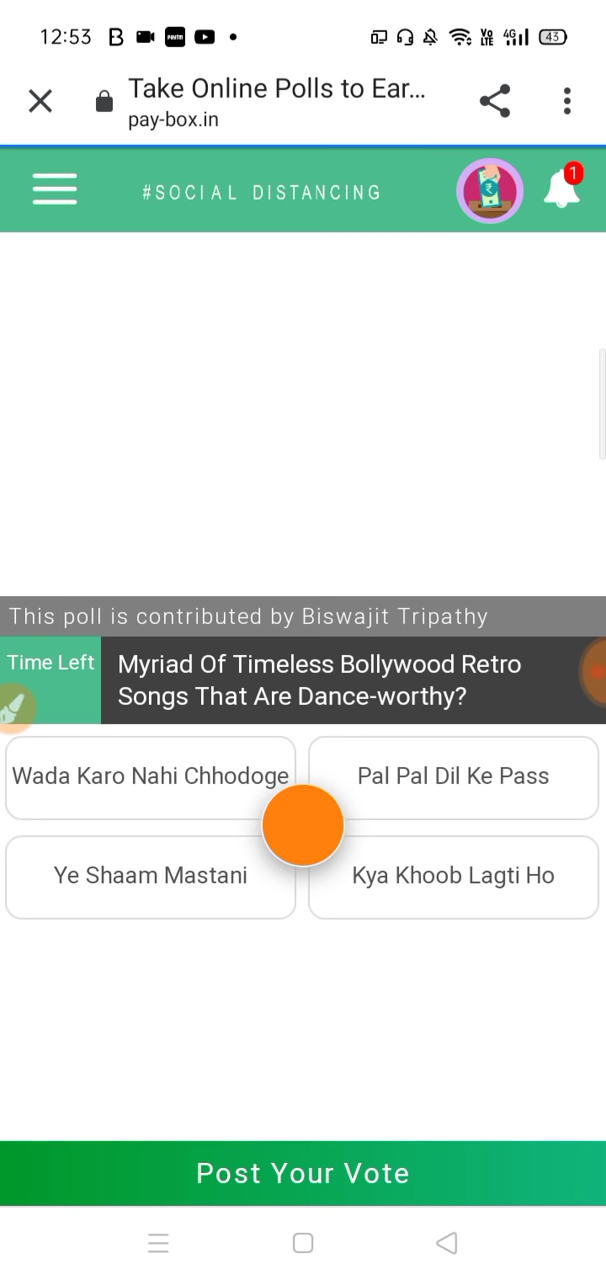 12:53
Take Online Polls to Ear...
pay-box.in
#SOCIAL DISTANCING
1
This poll is contributed by Biswajit Tripathy
Time Left
Myriad Of Timeless Bollywood Retro
Songs That Are Dance-worthy?
Wada Karo Nahi Chhodoge
Pal Pal Dil Ke Pass
Ye Shaam Mastani
Kya Khoob Lagti Ho
Post Your Vote